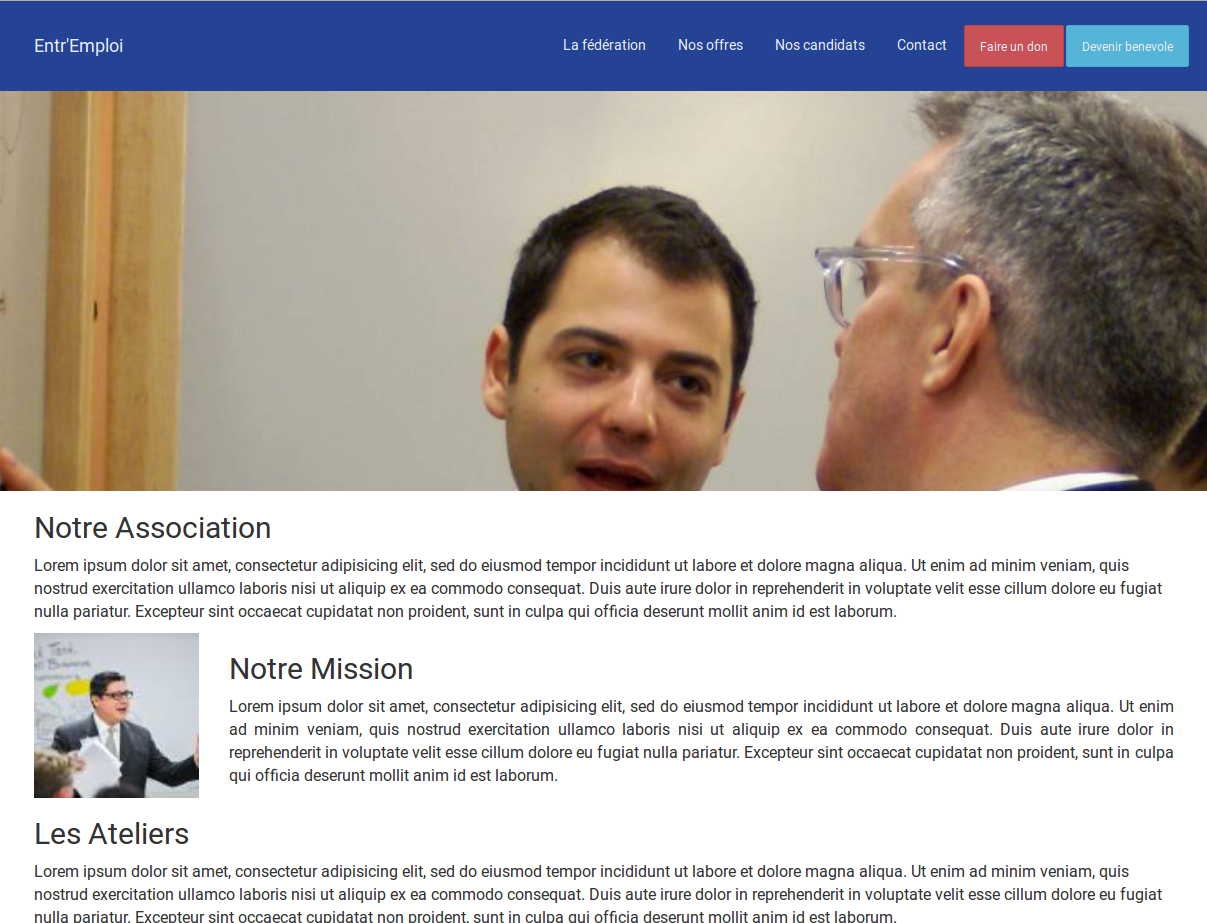 Entr'Emploi La fédération Nos offres Nos candidats Contact Faire un don Devenir benevole
Notre Association
Lorem ipsum dolor sit amet, consectetur adipisicing elit, sed do eiusmod tempor incididunt ut labore et dolore magna aliqua. Ut enim ad minim veniam, quis
nostrud exercitation ullamco laboris nisi ut aliquip ex ea commodo consequat. Duis aute irure dolor in reprehenderit in voluptate velit esse cillum dolore eu fugiat
nulla pariatur. Excepteur sint occaecat cupidatat non proident, sunt in culpa qui officia deserunt mollit anim id est laborum.
Notre Mission
Lorem ipsum dolor sit amet, consectetur adipisicing elit, sed do eiusmod tempor incididunt ut labore et dolore magna aliqua. Ut enim
ad minim veniam, quis nostrud exercitation ullamco laboris nisi ut aliquip ex ea commodo consequat. Duis aute irure dolor in
reprehenderit in voluptate velit esse cillum dolore eu fugiat nulla pariatur. Excepteur sint occaecat cupidatat non proident, sunt in culpa
qui officia deserunt mollit anim id est laborum.
Les Ateliers
Lorem ipsum dolor sit amet, consectetur adipisicing elit, sed do eiusmod tempor incididunt ut labore et dolore magna aliqua. Ut enim ad minim veniam, quis
nostrud exercitation ullamco laboris nisi ut aliquip ex ea commodo consequat. Duis aute irure dolor in reprehenderit in voluptate velit esse cillum dolore eu fugiat
nulla pariatur. Excepteur sint occaecat cupidatat non proident, sunt in culpa qui officia deserunt mollit anim id est laborum.